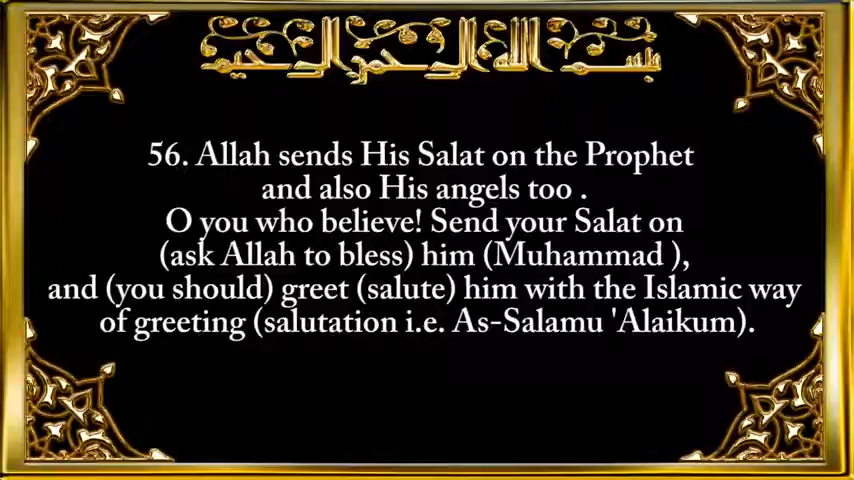 بسم الله الرحمن الرحيم
56. Allah sends His Salat on the Prophet
and also His angels too .
O you who believe! Send your Salat on
(ask Allah to bless) him (Muhammad ),
and (you should) greet (salute) him with the Islamic way
of greeting (salutation i.e. As-Salamu 'Alaikum).